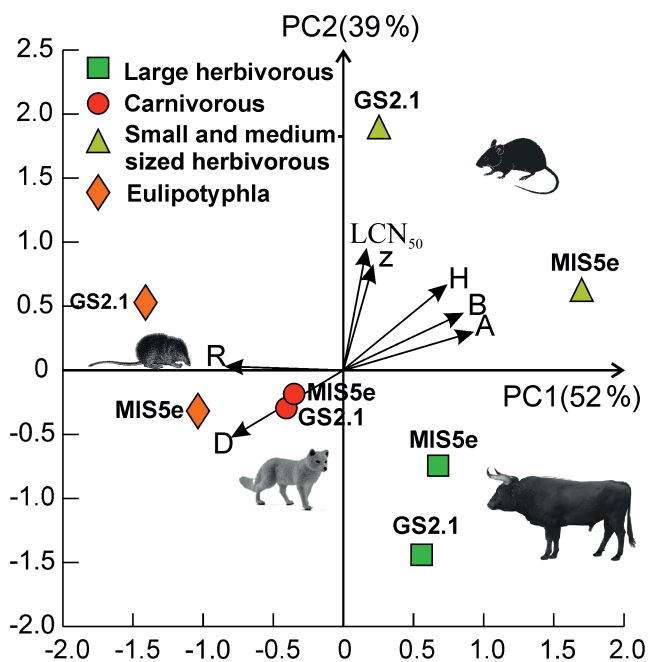 PC2(39%)
2.5
Large herbivorous
Carnivorous
Small and medium-
sized herbivorous
Eulipotyphla
GS2.1
2.0
1.5
1.0
LCN50
z
MIS5e
H
B
A
0.5
GS2.1
R
0
PC1(52%)
MIS5e
MIS5e
GS2.1
D
-0.5
MIS5e
-1.0
GS2.1
-1.5
-2.0
-2.0 -1.5 -1.0 -0.5 0 0.5 1.0 1.5 2.0